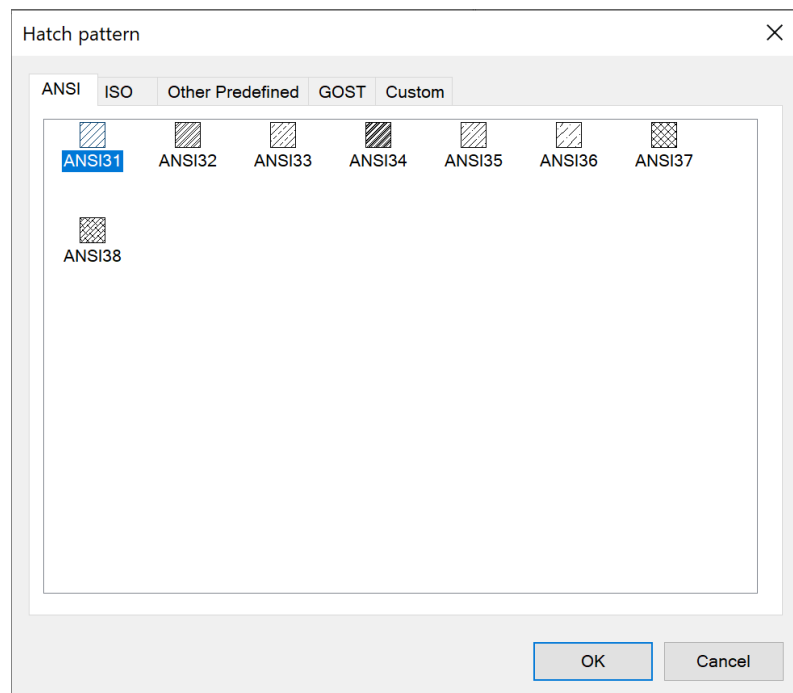 Hatch pattern
ANSI ISO Other Predefined GOST Custom
ANSI31 ANSI32 ANSI33 ANSI34 ANSI35 ANSI36 ANSI37
ANSI38
OK Cancel